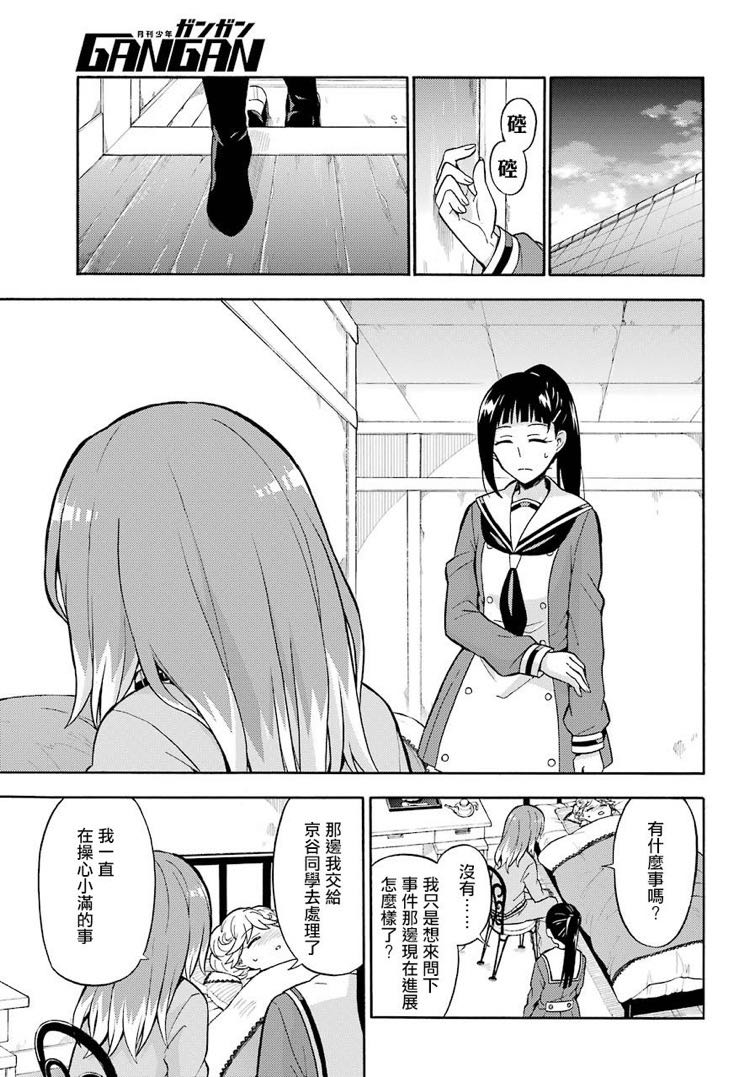 月刊少年
ガンガン
GANGAN
硿
硿
有什麼事嗎?
沒有……
我只是想來問下
事件那邊現在進展
怎麼樣了?
那邊我交給
京谷同學去處理了
我一直
在操心小滿的事